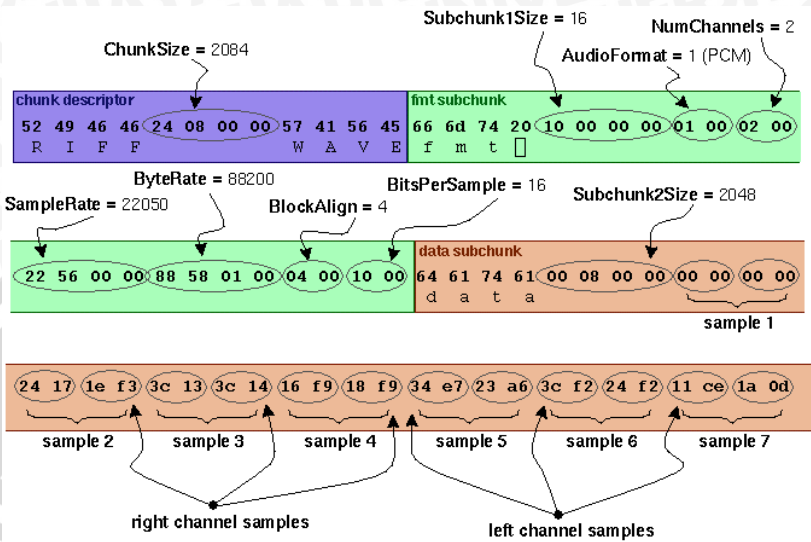 Subchunk1Size = 16
NumChannels = 2
ChunkSize = 2084
AudioFormat = 1 (PCM)
chunk descriptor
fmt subchunk
52 49 46 46 24 08 00 00 57 41 56 45 66 6d 74 20 10 00 00 00 01 00 02 00
R I F F W A V E f m t
ByteRate = 88200
BitsPerSample = 16
Subchunk2Size = 2048
SampleRate = 22050
BlockAlign = 4
data subchunk
22 56 00 00 88 58 01 00 04 00 10 00 64 61 74 61 00 08 00 00 00 00 00 00
d a t a
sample 1
24 17 1e f3 3c 13 3c 14 16 f9 18 f9 34 e7 23 a6 3c f2 24 f2 11 ce 1a 0d
sample 2 sample 3 sample 4 sample 5 sample 6 sample 7
right channel samples
left channel samples